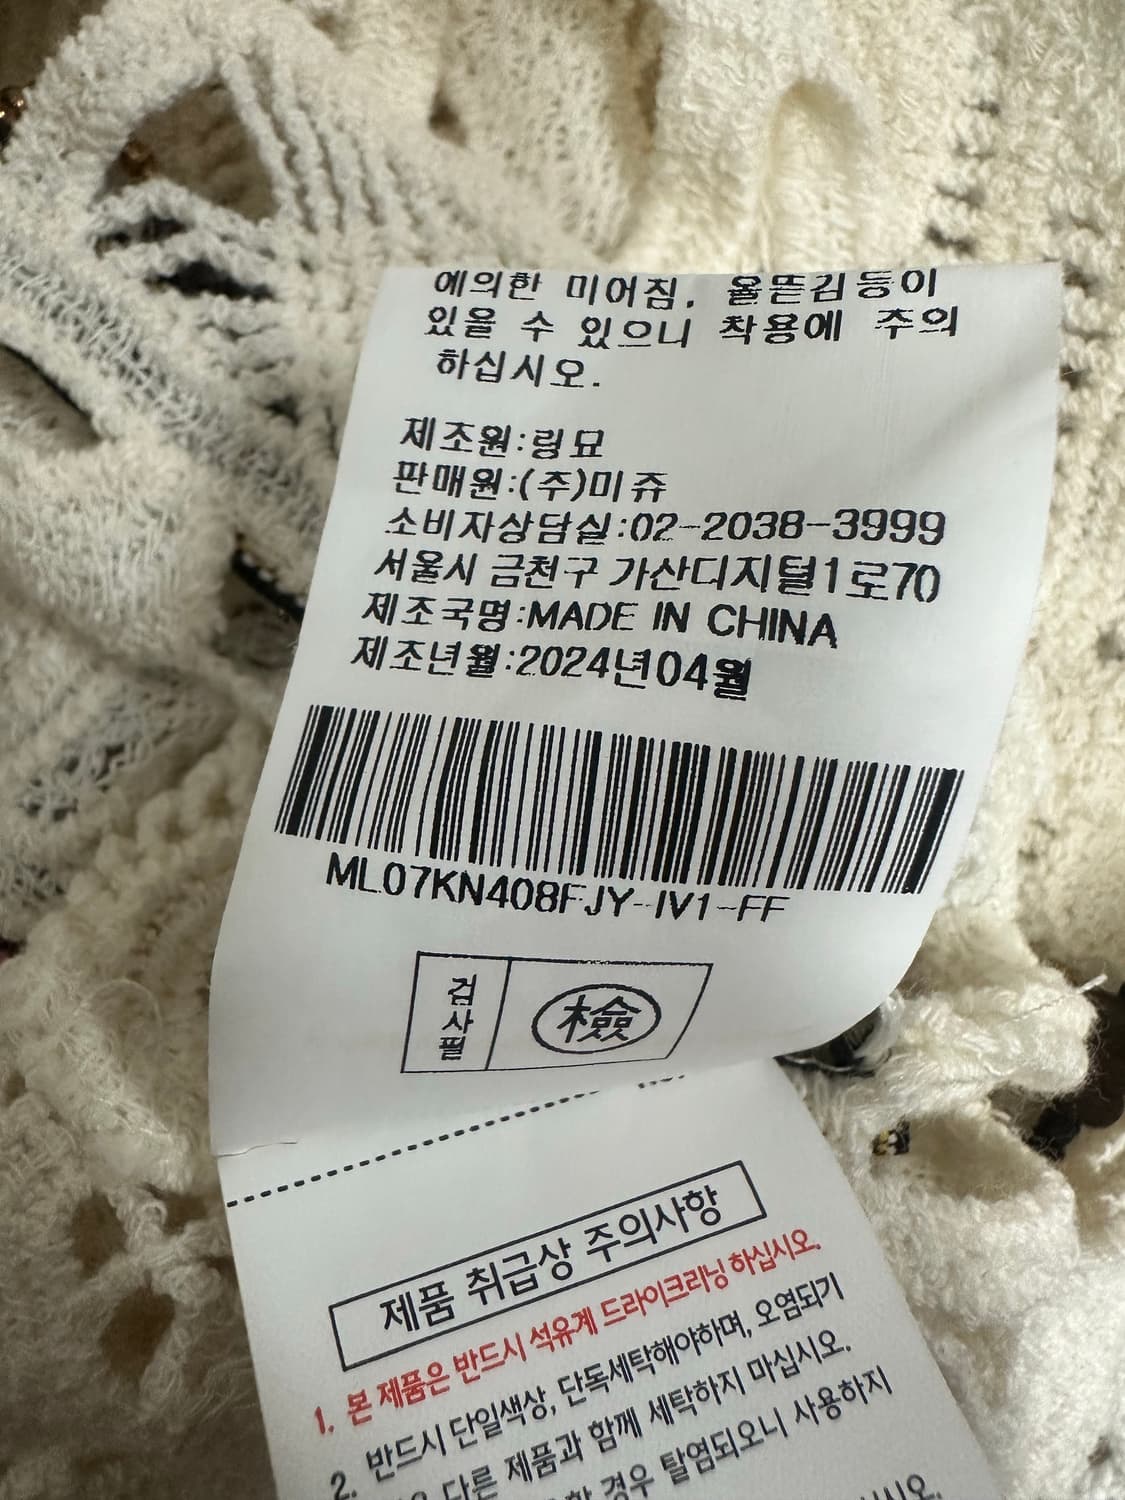 에의한 미어짐, 올뜯김등이
있을 수 있으니 착용에 주의
하십시오.
제조원:링묘
판매원:(주)미쥬
소비자상담실:02-2038-3999
서울시 금천구 가산디지털1로70
제조국명:MADE IN CHINA
제조년월:2024년04월
ML07KN408FJY-IV1-FF
검사필
檢
제품 취급상 주의사항
1. 본 제품은 반드시 석유계 드라이크리닝 하십시오.
2. 반드시 단일색상, 단독세탁해야하며, 오염되기
다른 제품과 함께 세탁하지 마십시오.
경우 탈염되오니 사용하지